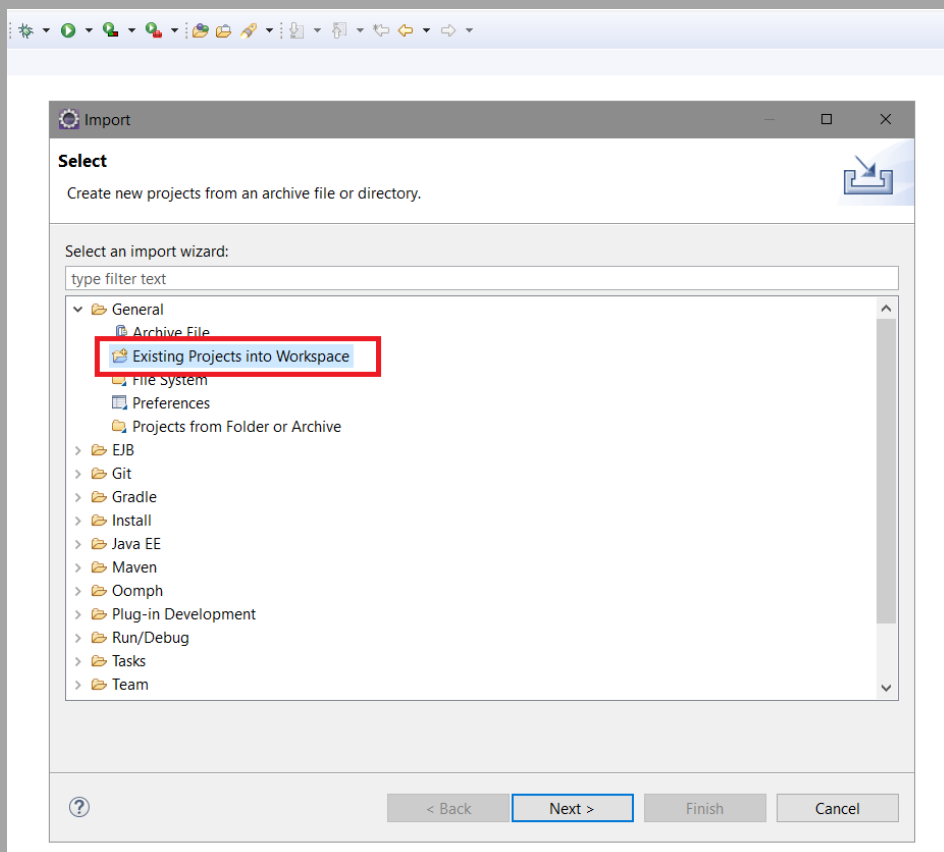 Import
Select
Create new projects from an archive file or directory.
Select an import wizard:
type filter text
General
Archive File
Existing Projects into Workspace
File System
Preferences
Projects from Folder or Archive
EJB
Git
Gradle
Install
Java EE
Maven
Oomph
Plug-in Development
Run/Debug
Tasks
Team
? < Back Next > Finish Cancel